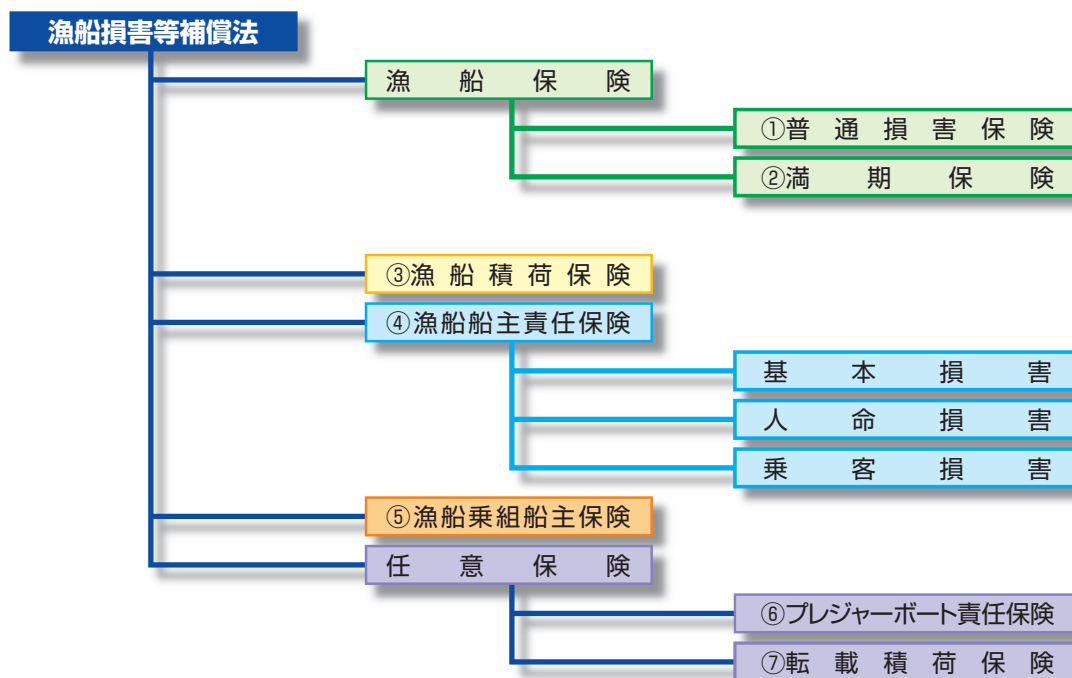 漁船損害等補償法
漁船保険
①普通損害保険
②満期保険
③漁船積荷保険
④漁船船主責任保険
基本損害
人命損害
乗客損害
⑤漁船乗組船主保険
任意保険
⑥プレジャーボート責任保険
⑦転載積荷保険